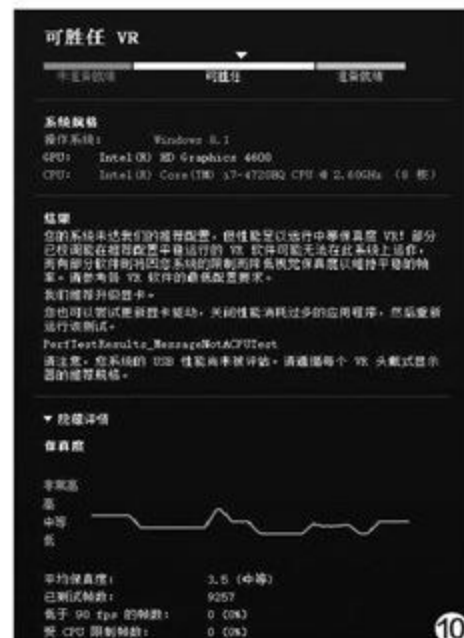 可胜任 VR
未准备就绪 可胜任 准备就绪
系统规格
操作系统: Windows 8.1
GPU: Intel(R) HD Graphics 4600
CPU: Intel(R) Core(TM) i7-4720HQ CPU @ 2.60GHz (8 核)
结果
您的系统未达我们的推荐配置，但性能足以运行中等保真度 VR! 部分
已校调能在推荐配置平稳运行的 VR 软件可能无法在此系统上运作，
而有部分软件则将因您系统的限制而降低视觉保真度以维持平稳的帧
率。请参考各 VR 软件的最低配置要求。
我们推荐升级显卡。
您也可以尝试更新显卡驱动，关闭性能消耗过多的应用程序，然后重新
运行该测试。
PerfTestResults_MessageNotACPUTest
请注意，您系统的 USB 性能尚未被评估。请遵循每个 VR 头戴式显示
器的推荐规格。
▼ 隐藏详情
保真度
非常高
高
中等
低
平均保真度: 3.5 (中等)
已测试帧数: 9257
低于 90 fps 的帧数: 0 (0%)
受 CPU 限制帧数: 0 (0%)
10